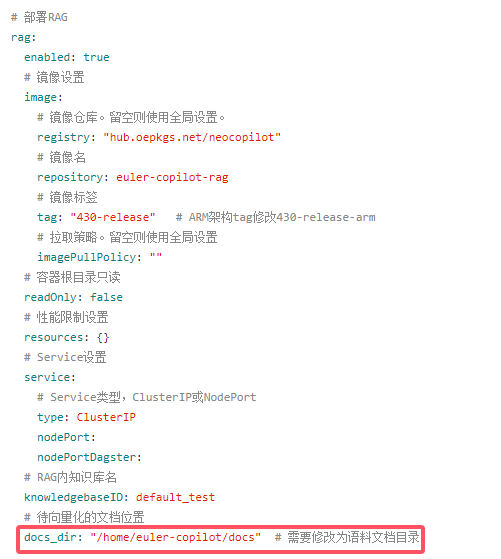 # 部署RAG
rag:
  enabled: true
  # 镜像设置
  image:
    # 镜像仓库。留空则使用全局设置。
    registry: "hub.oepkgs.net/neocopilot"
    # 镜像名
    repository: euler-copilot-rag
    # 镜像标签
    tag: "430-release"   # ARM架构tag修改430-release-arm
    # 拉取策略。留空则使用全局设置
    imagePullPolicy: ""
  # 容器根目录只读
  readOnly: false
  # 性能限制设置
  resources: {}
  # Service设置
  service:
    # Service类型，ClusterIP或NodePort
    type: ClusterIP
    nodePort:
    nodePortDagster:
  # RAG内知识库名
  knowledgebaseID: default_test
  # 待向量化的文档位置
  docs_dir: "/home/euler-copilot/docs"  # 需要修改为语料文档目录